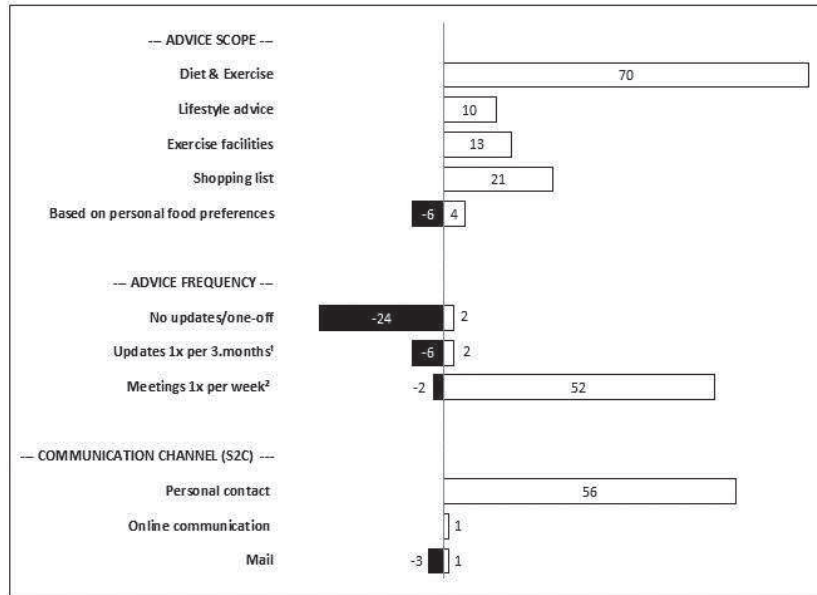 --- ADVICE SCOPE ---
Diet & Exercise 70
Lifestyle advice 10
Exercise facilities 13
Shopping list 21
Based on personal food preferences -6 4
--- ADVICE FREQUENCY ---
No updates/one-off -24 2
Updates 1x per 3.months¹ -6 2
Meetings 1x per week² -2 52
--- COMMUNICATION CHANNEL (S2C) ---
Personal contact 56
Online communication 1
Mail -3 1